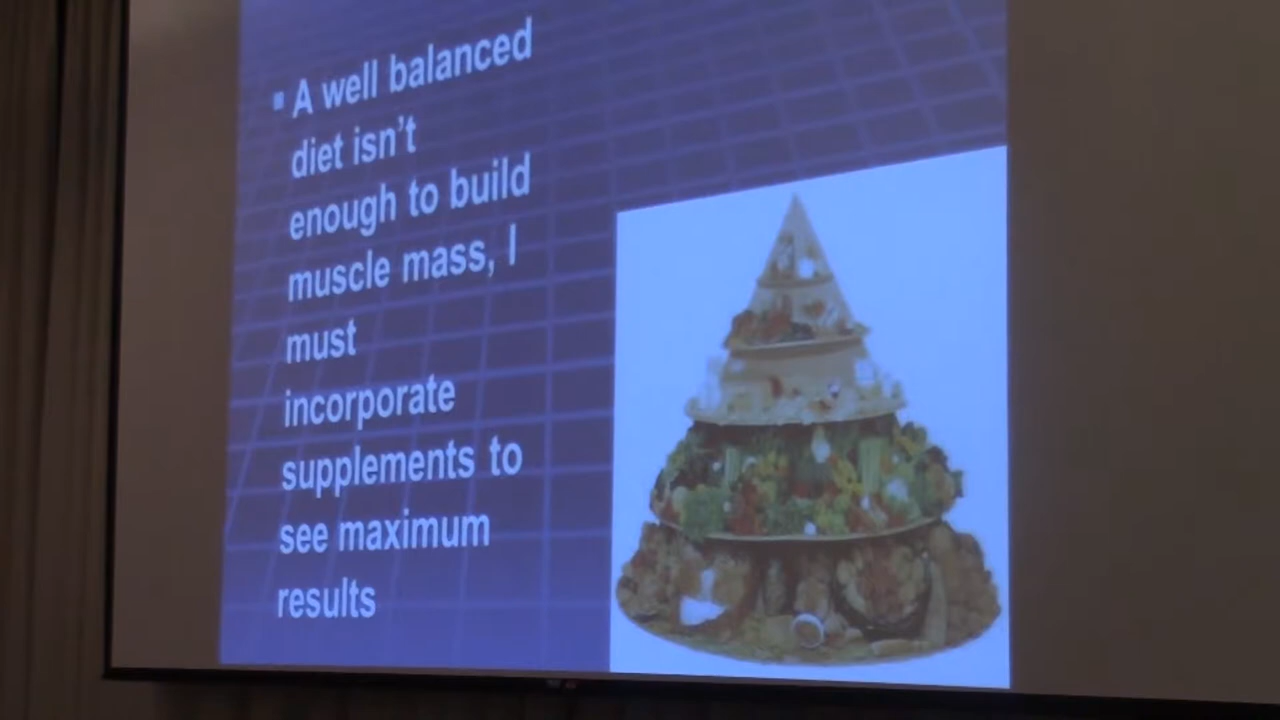 ▪ A well balanced
diet isn't
enough to build
muscle mass, I
must
incorporate
supplements to
see maximum
results